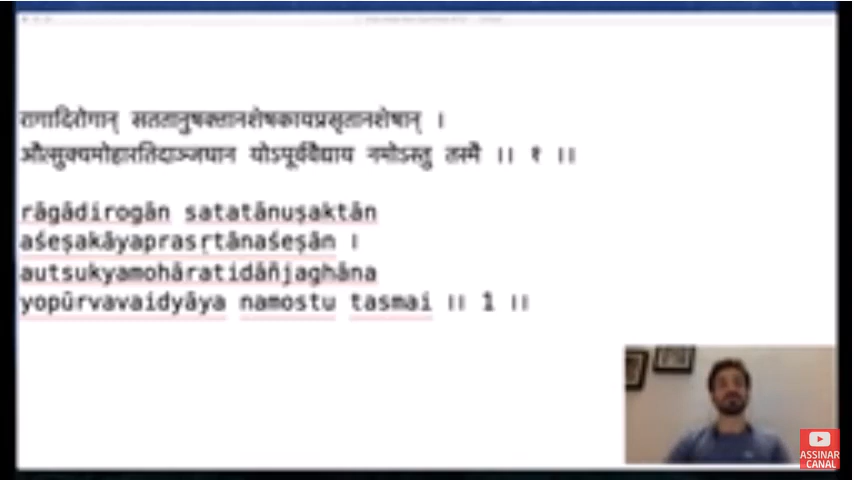 रागादिरोगान् सततानुषक्तानशेषकायप्रसृतानशेषान् ।
औत्सुक्यमोहारतिदाञ्जघान योऽपूर्ववैद्याय नमोऽस्तु तस्मै ।। १ ।।
rāgādirogān satatānuṣaktān
aśeṣakāyaprasṛtānaśeṣān ।
autsukyamohāratidāñjaghāna
yopūrvavaidyāya namostu tasmai ।। 1 ।।
ASSINAR
CANAL